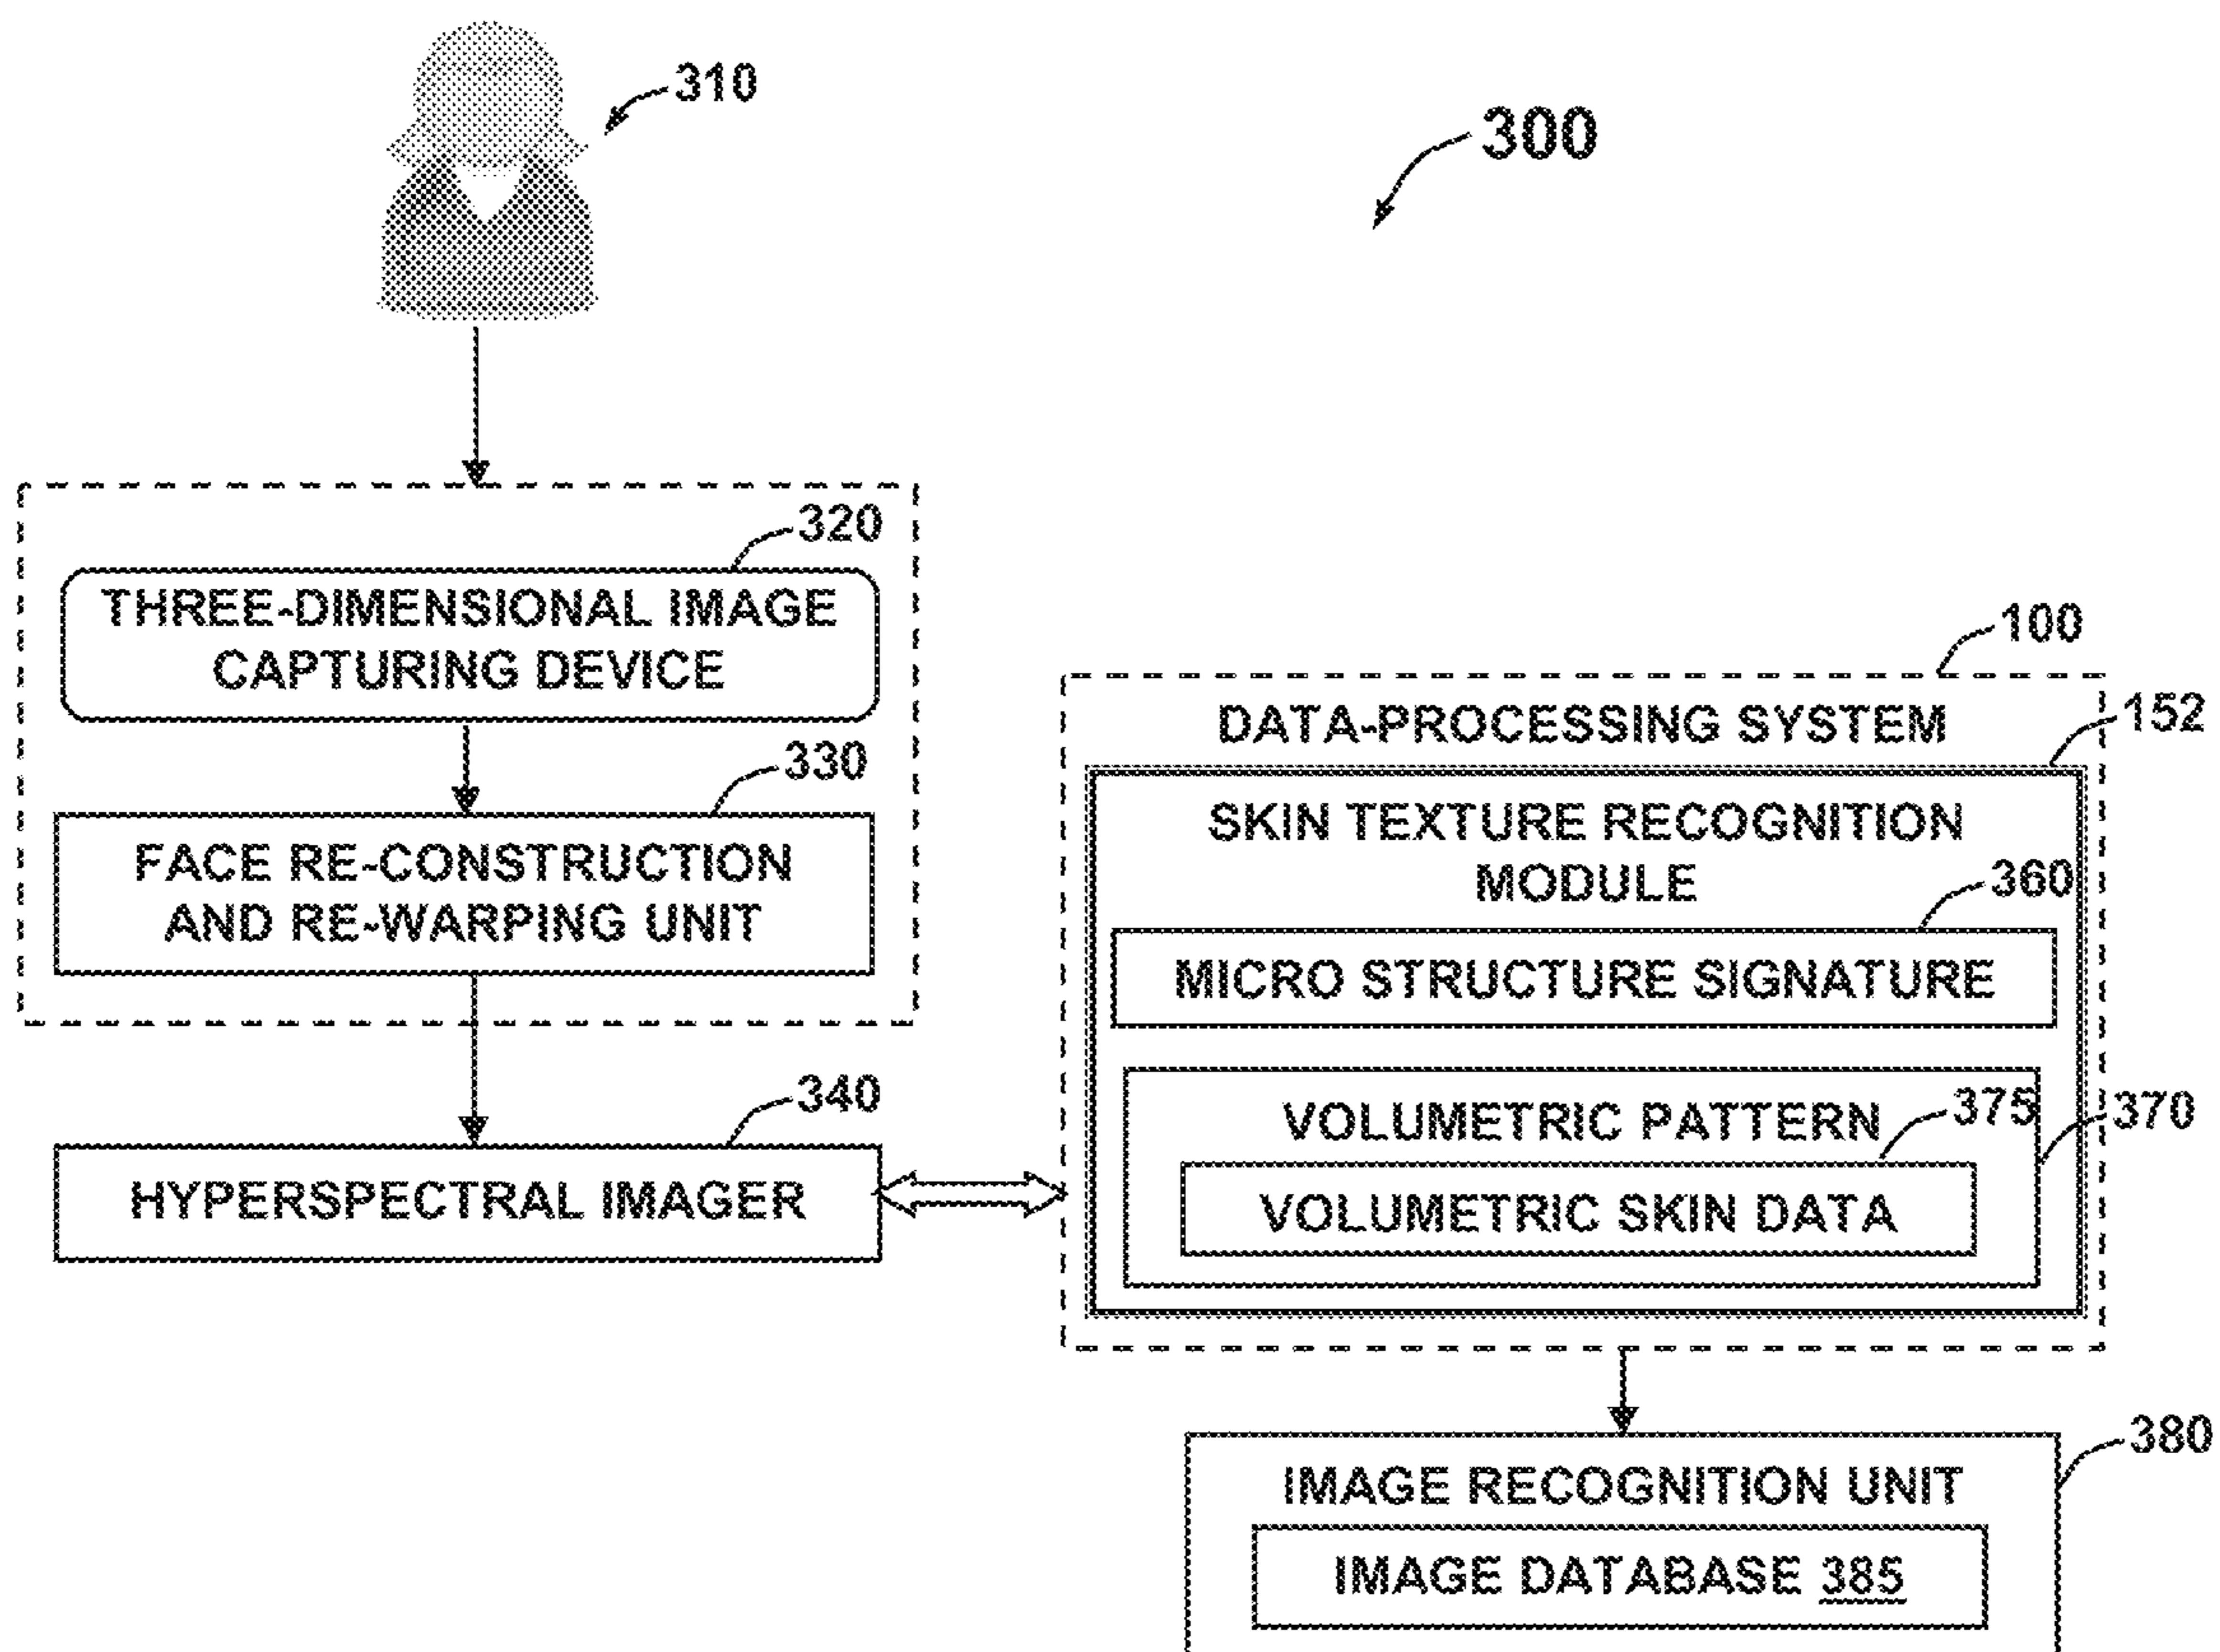 310
300
320
THREE-DIMENSIONAL IMAGE
CAPTURING DEVICE
330
FACE RE-CONSTRUCTION
AND RE-WARPING UNIT
340
HYPERSPECTRAL IMAGER
100
DATA-PROCESSING SYSTEM
152
SKIN TEXTURE RECOGNITION
MODULE
360
MICRO STRUCTURE SIGNATURE
VOLUMETRIC PATTERN
375
370
VOLUMETRIC SKIN DATA
380
IMAGE RECOGNITION UNIT
IMAGE DATABASE 385